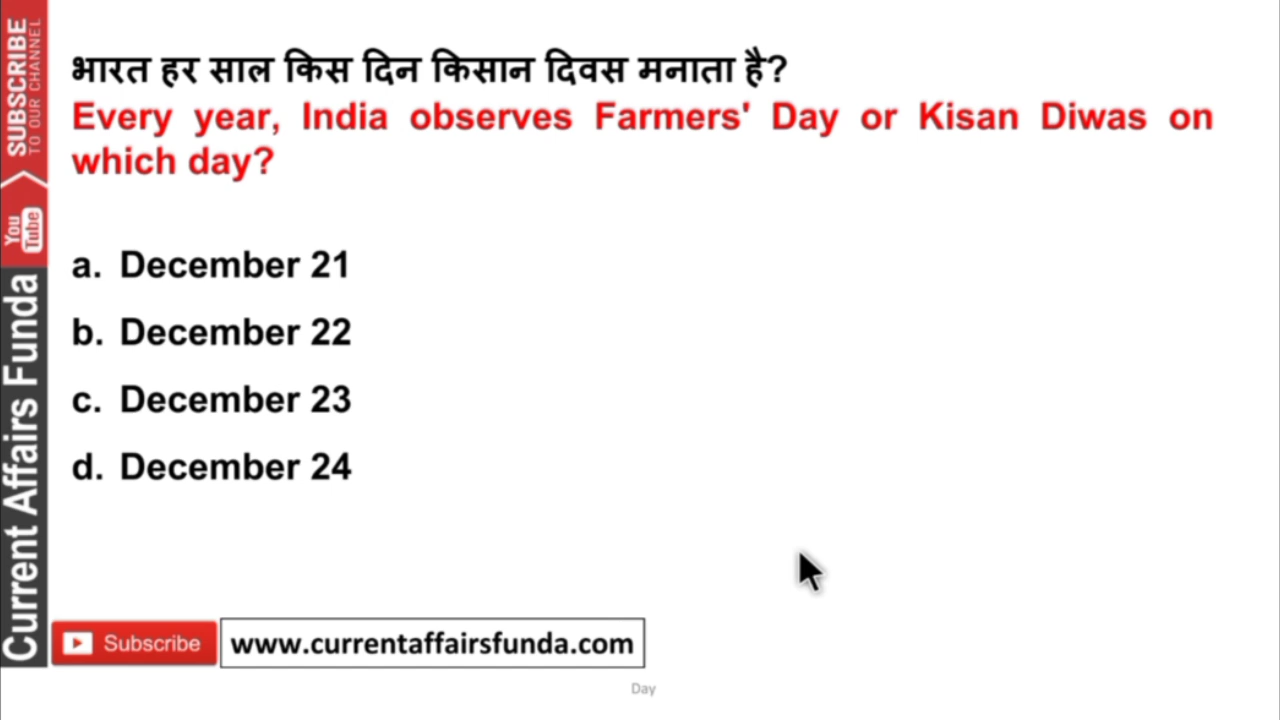 भारत हर साल किस दिन किसान दिवस मनाता है?
Every year, India observes Farmers' Day or Kisan Diwas on
which day?
a. December 21
b. December 22
c. December 23
d. December 24
SUBSCRIBE
TO OUR CHANNEL
You
Tube
Current Affairs Funda
Subscribe
www.currentaffairsfunda.com
Day